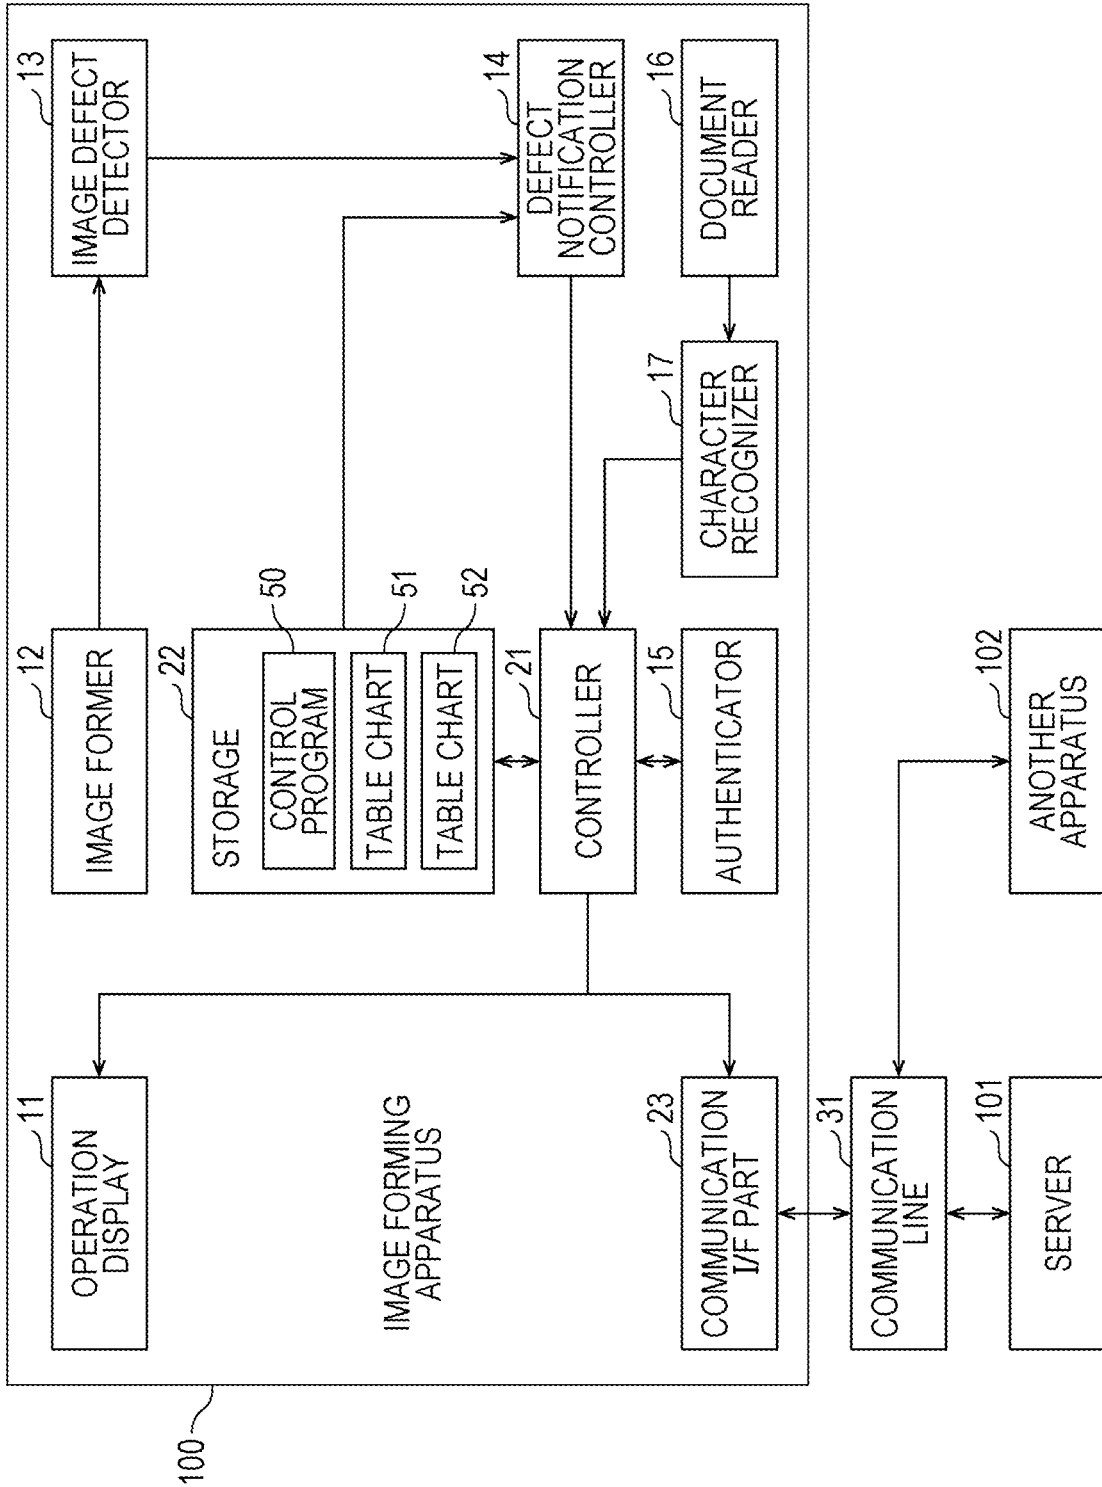 100
IMAGE FORMING
APPARATUS
11
OPERATION
DISPLAY
12
IMAGE FORMER
13
IMAGE DEFECT
DETECTOR
22
STORAGE
50
CONTROL
PROGRAM
51
TABLE CHART
52
TABLE CHART
14
DEFECT
NOTIFICATION
CONTROLLER
21
CONTROLLER
23
COMMUNICATION
I/F PART
15
AUTHENTICATOR
17
CHARACTER
RECOGNIZER
16
DOCUMENT
READER
31
COMMUNICATION
LINE
101
SERVER
102
ANOTHER
APPARATUS